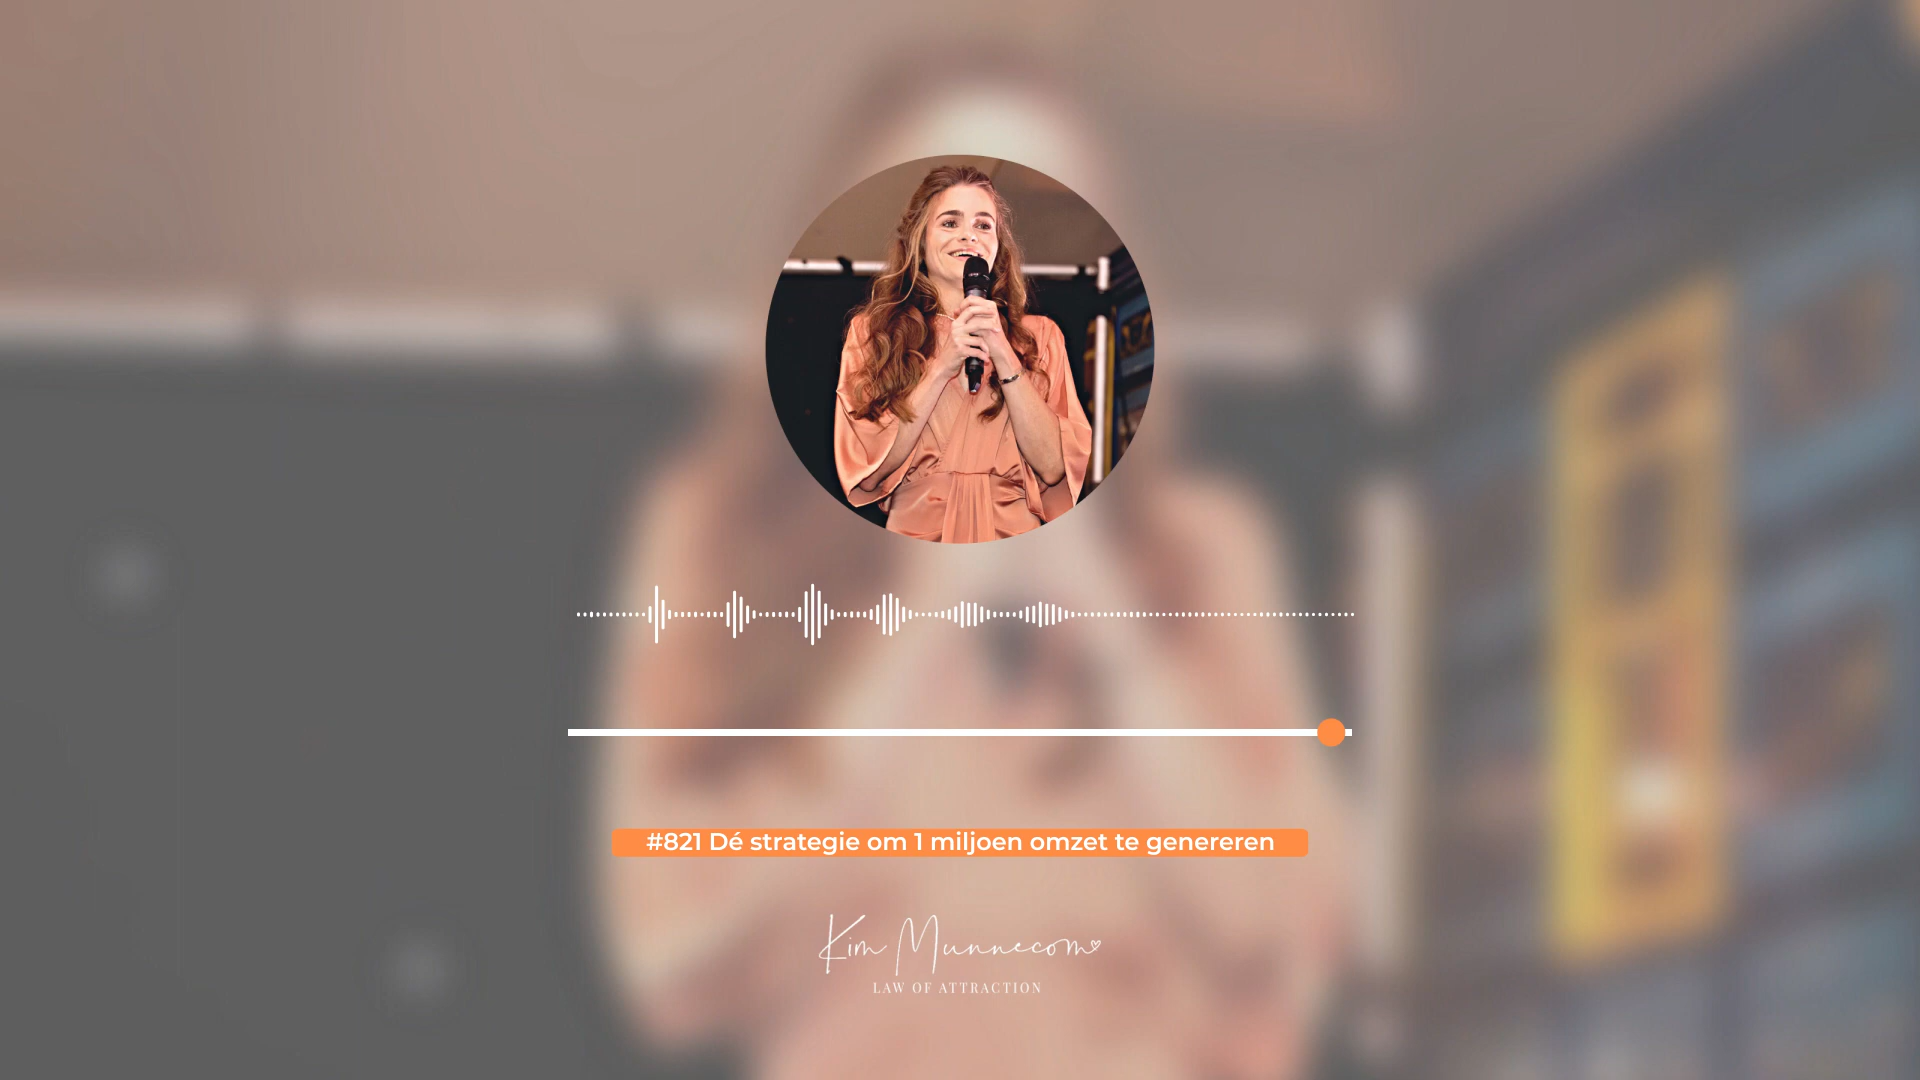 #821 Dé strategie om 1 miljoen omzet te genereren
Kim Munnecom
LAW OF ATTRACTION